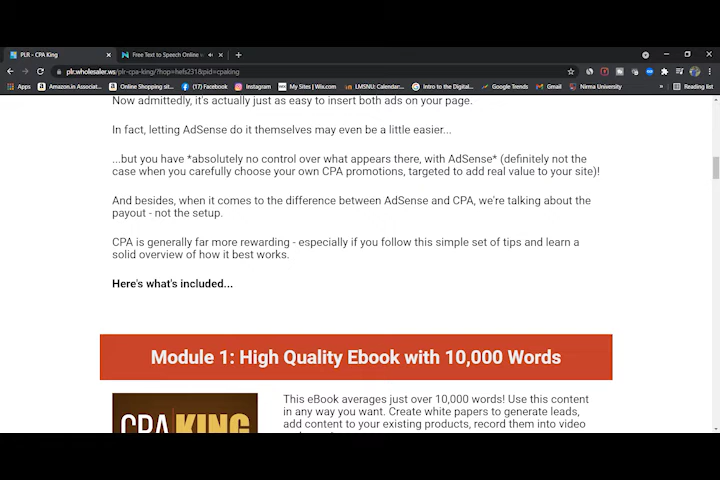 PLR - CPA King
Free Text to Speech Online
plr.wholesaler.ws/plr-cpa-king/?hop=hefs231&pid=cpaking
Apps
Amazon.in Associat...
Online Shopping sit...
(17) Facebook
Instagram
My Sites | Wix.com
LMSNU: Calendar:...
Intro to the Digital...
Google Trends
Gmail
Nirma University
Reading list
Now admittedly, it's actually just as easy to insert both ads on your page.
In fact, letting AdSense do it themselves may even be a little easier...
...but you have *absolutely no control over what appears there, with AdSense* (definitely not the
case when you carefully choose your own CPA promotions, targeted to add real value to your site)!
And besides, when it comes to the difference between AdSense and CPA, we're talking about the
payout - not the setup.
CPA is generally far more rewarding - especially if you follow this simple set of tips and learn a
solid overview of how it best works.
Here's what's included...
Module 1: High Quality Ebook with 10,000 Words
CPA KING
This eBook averages just over 10,000 words! Use this content
in any way you want. Create white papers to generate leads,
add content to your existing products, record them into video